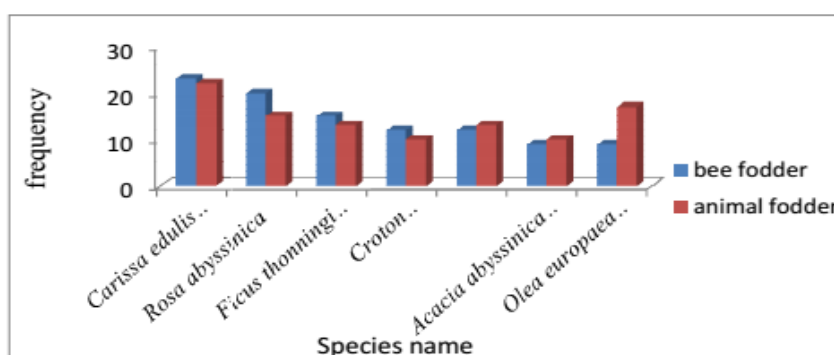 30
20
10
0
frequency
Carissa edulis ..
Rosa abyssinica
Ficus thonningi ..
Croton ..
Acacia abyssinica ..
Olea europaea ..
Species name
bee fodder
animal fodder